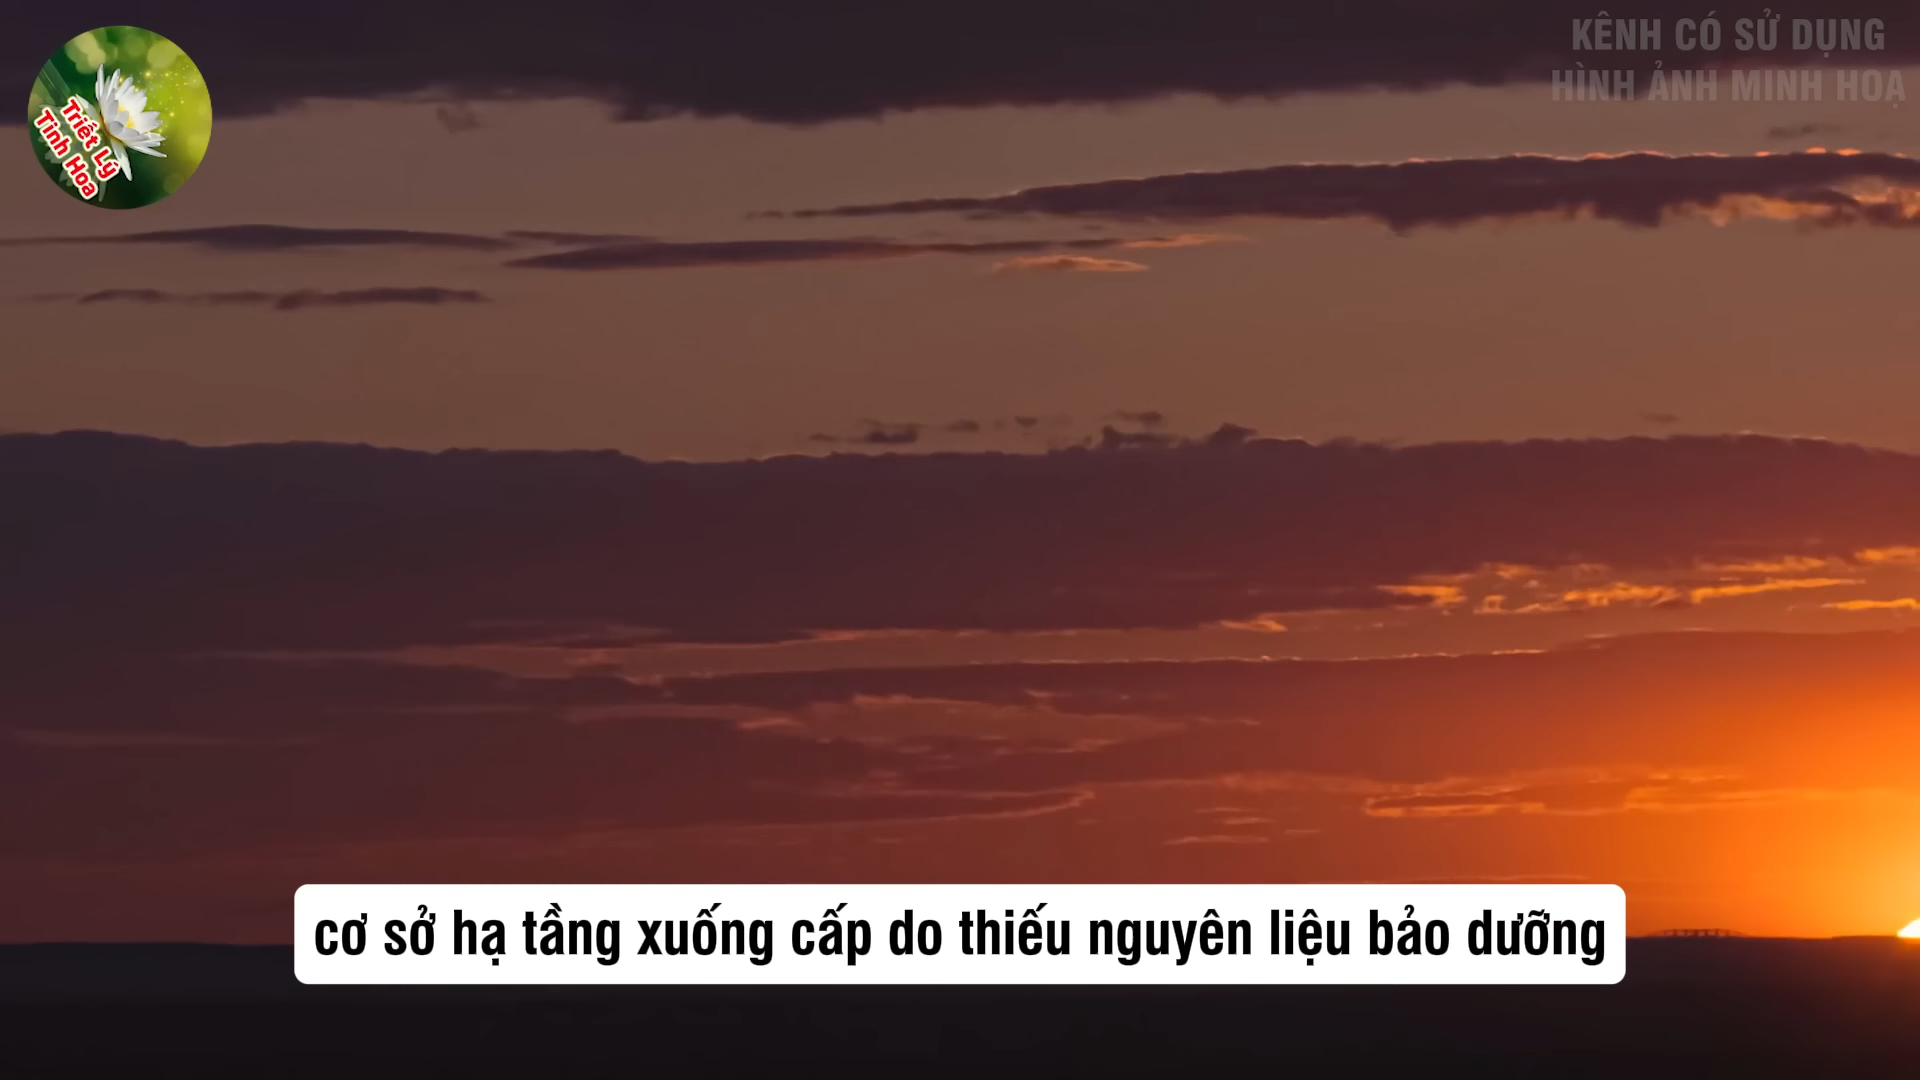 KÊNH CÓ SỬ DỤNG
HÌNH ẢNH MINH HOẠ
Triết Lý
Tinh Hoa
cơ sở hạ tầng xuống cấp do thiếu nguyên liệu bảo dưỡng